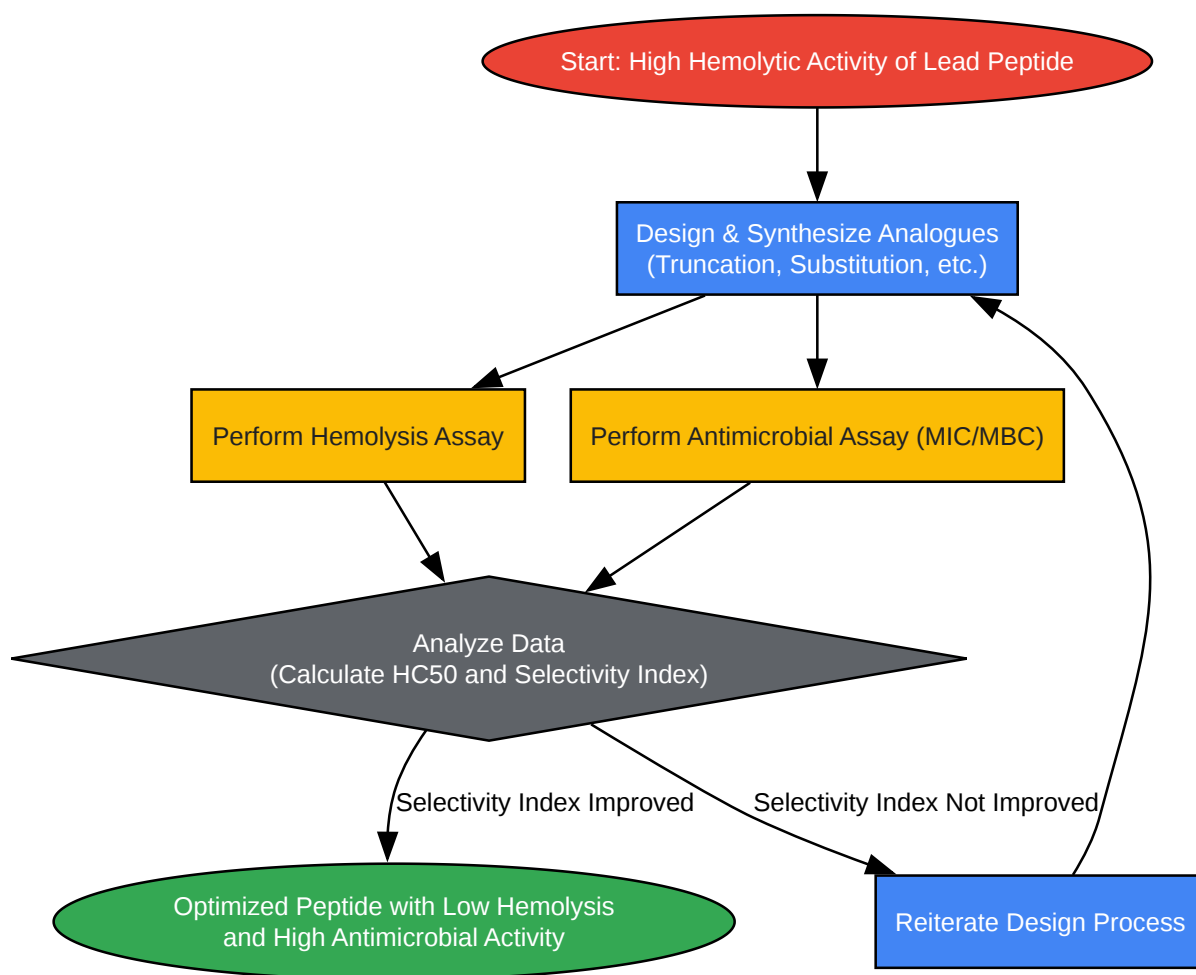 Start: High Hemolytic Activity of Lead Peptide
Design & Synthesize Analogues
(Truncation, Substitution, etc.)
Perform Hemolysis Assay
Perform Antimicrobial Assay (MIC/MBC)
Analyze Data
(Calculate HC50 and Selectivity Index)
Selectivity Index Improved
Selectivity Index Not Improved
Optimized Peptide with Low Hemolysis
and High Antimicrobial Activity
Reiterate Design Process